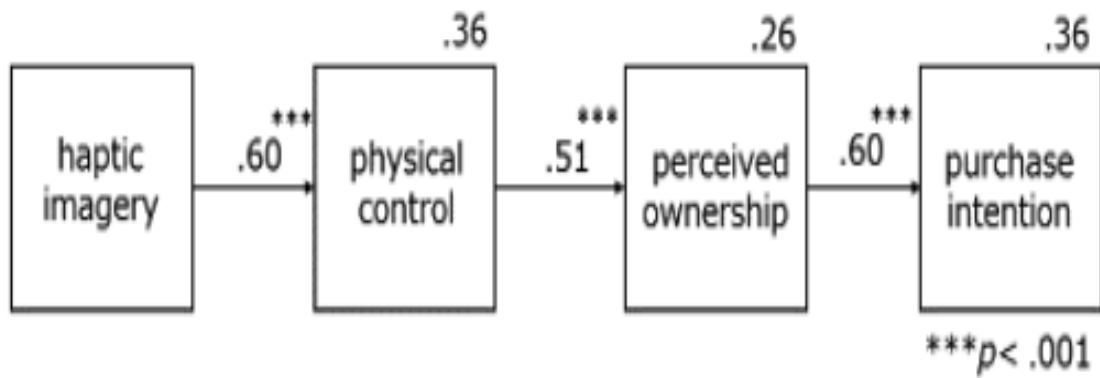 .36
.26
.36
haptic
imagery
***
.60
physical
control
***
.51
perceived
ownership
***
.60
purchase
intention
***p< .001